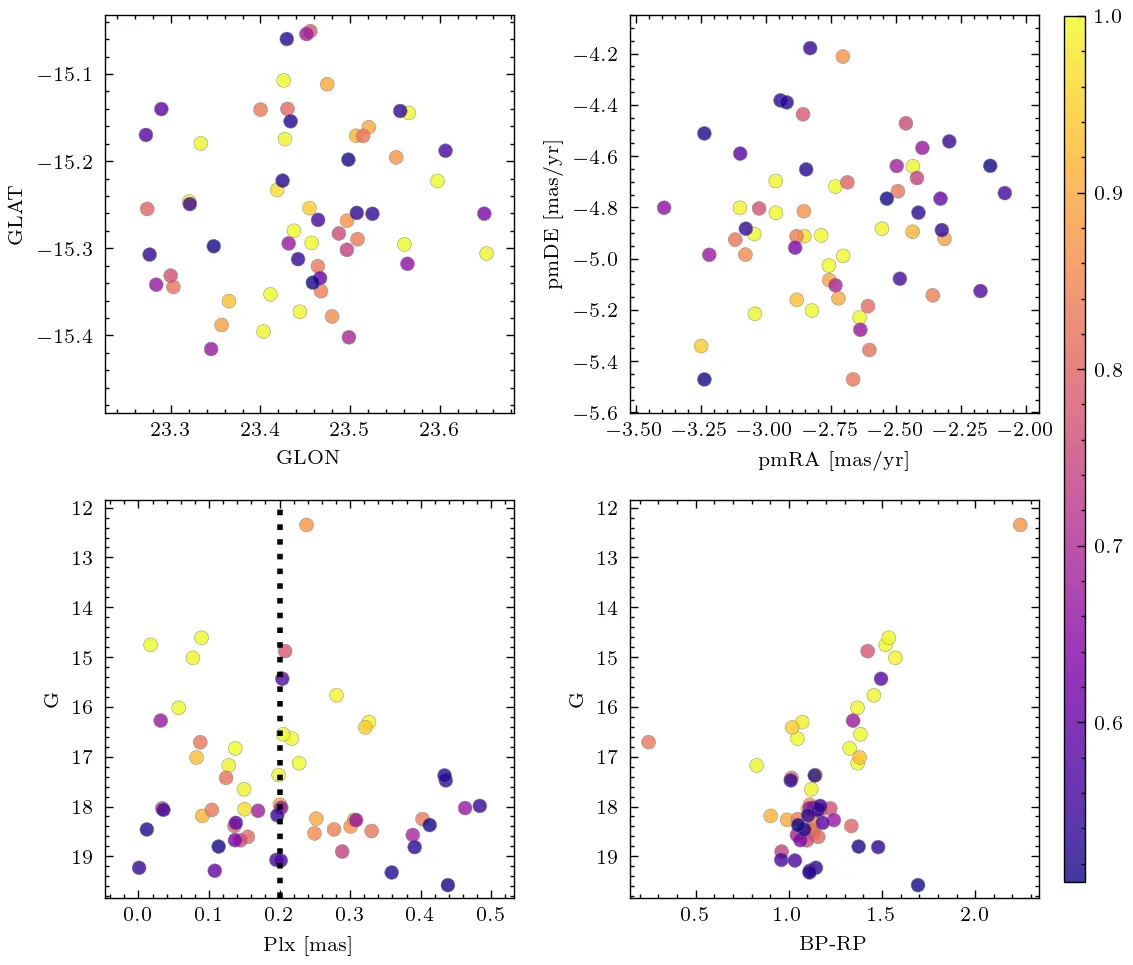 −15.1
−15.2
−15.3
−15.4
GLAT
23.3 23.4 23.5 23.6
GLON
−4.2
−4.4
−4.6
−4.8
−5.0
−5.2
−5.4
−5.6
pmDE [mas/yr]
−3.50 −3.25 −3.00 −2.75 −2.50 −2.25 −2.00
pmRA [mas/yr]
1.0
0.9
0.8
0.7
0.6
12
13
14
15
16
17
18
19
G
0.0 0.1 0.2 0.3 0.4 0.5
Plx [mas]
12
13
14
15
16
17
18
19
G
0.5 1.0 1.5 2.0
BP-RP